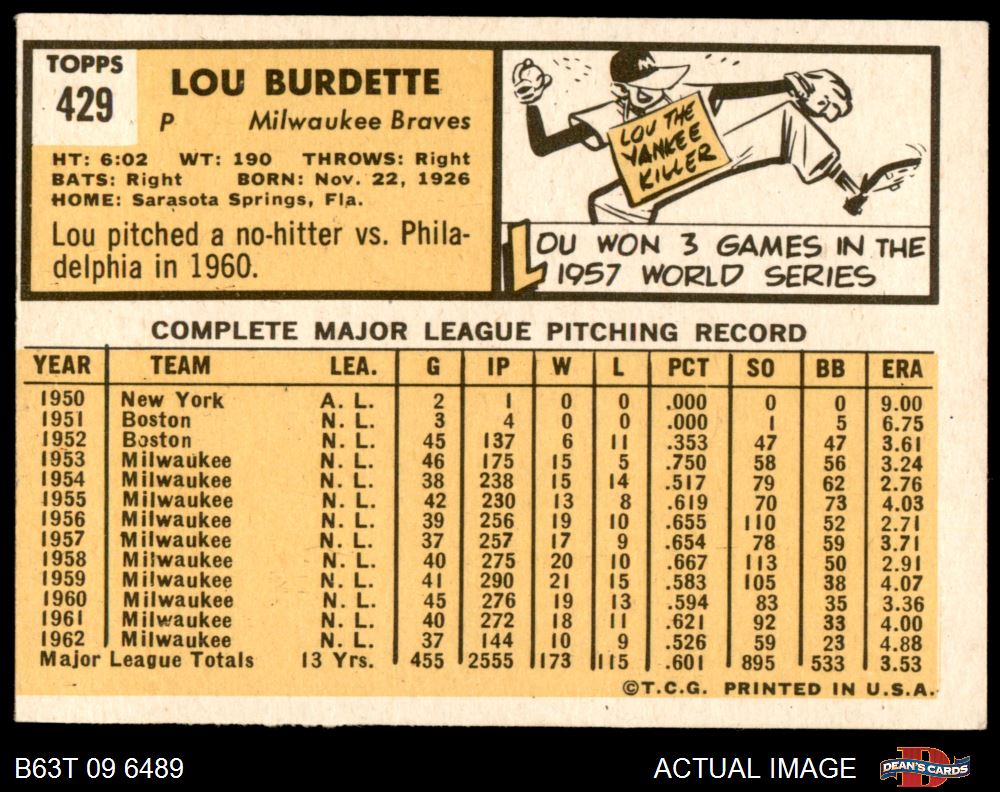 TOPPS
429
LOU BURDETTE
P Milwaukee Braves
HT: 6:02 WT: 190 THROWS: Right
BATS: Right BORN: Nov. 22, 1926
HOME: Sarasota Springs, Fla.
Lou pitched a no-hitter vs. Phila-
delphia in 1960.
M
LOU THE
YANKEE
KILLER
LOU WON 3 GAMES IN THE
1957 WORLD SERIES
COMPLETE MAJOR LEAGUE PITCHING RECORD
YEAR TEAM LEA. G IP W L PCT SO BB ERA
1950 New York A. L. 2 1 0 0 .000 0 0 9.00
1951 Boston N. L. 3 4 0 0 .000 1 5 6.75
1952 Boston N. L. 45 137 6 11 .353 47 47 3.61
1953 Milwaukee N. L. 46 175 15 5 .750 58 56 3.24
1954 Milwaukee N. L. 38 238 15 14 .517 79 62 2.76
1955 Milwaukee N. L. 42 230 13 8 .619 70 73 4.03
1956 Milwaukee N. L. 39 256 19 10 .655 110 52 2.71
1957 Milwaukee N. L. 37 257 17 9 .654 78 59 3.71
1958 Milwaukee N. L. 40 275 20 10 .667 113 50 2.91
1959 Milwaukee N. L. 41 290 21 15 .583 105 38 4.07
1960 Milwaukee N. L. 45 276 19 13 .594 83 35 3.36
1961 Milwaukee N. L. 40 272 18 11 .621 92 33 4.00
1962 Milwaukee N. L. 37 144 10 9 .526 59 23 4.88
Major League Totals 13 Yrs. 455 2555 173 115 .601 895 533 3.53
©T.C.G. PRINTED IN U.S.A.
B63T 09 6489
ACTUAL IMAGE
D
DEAN'S CARDS